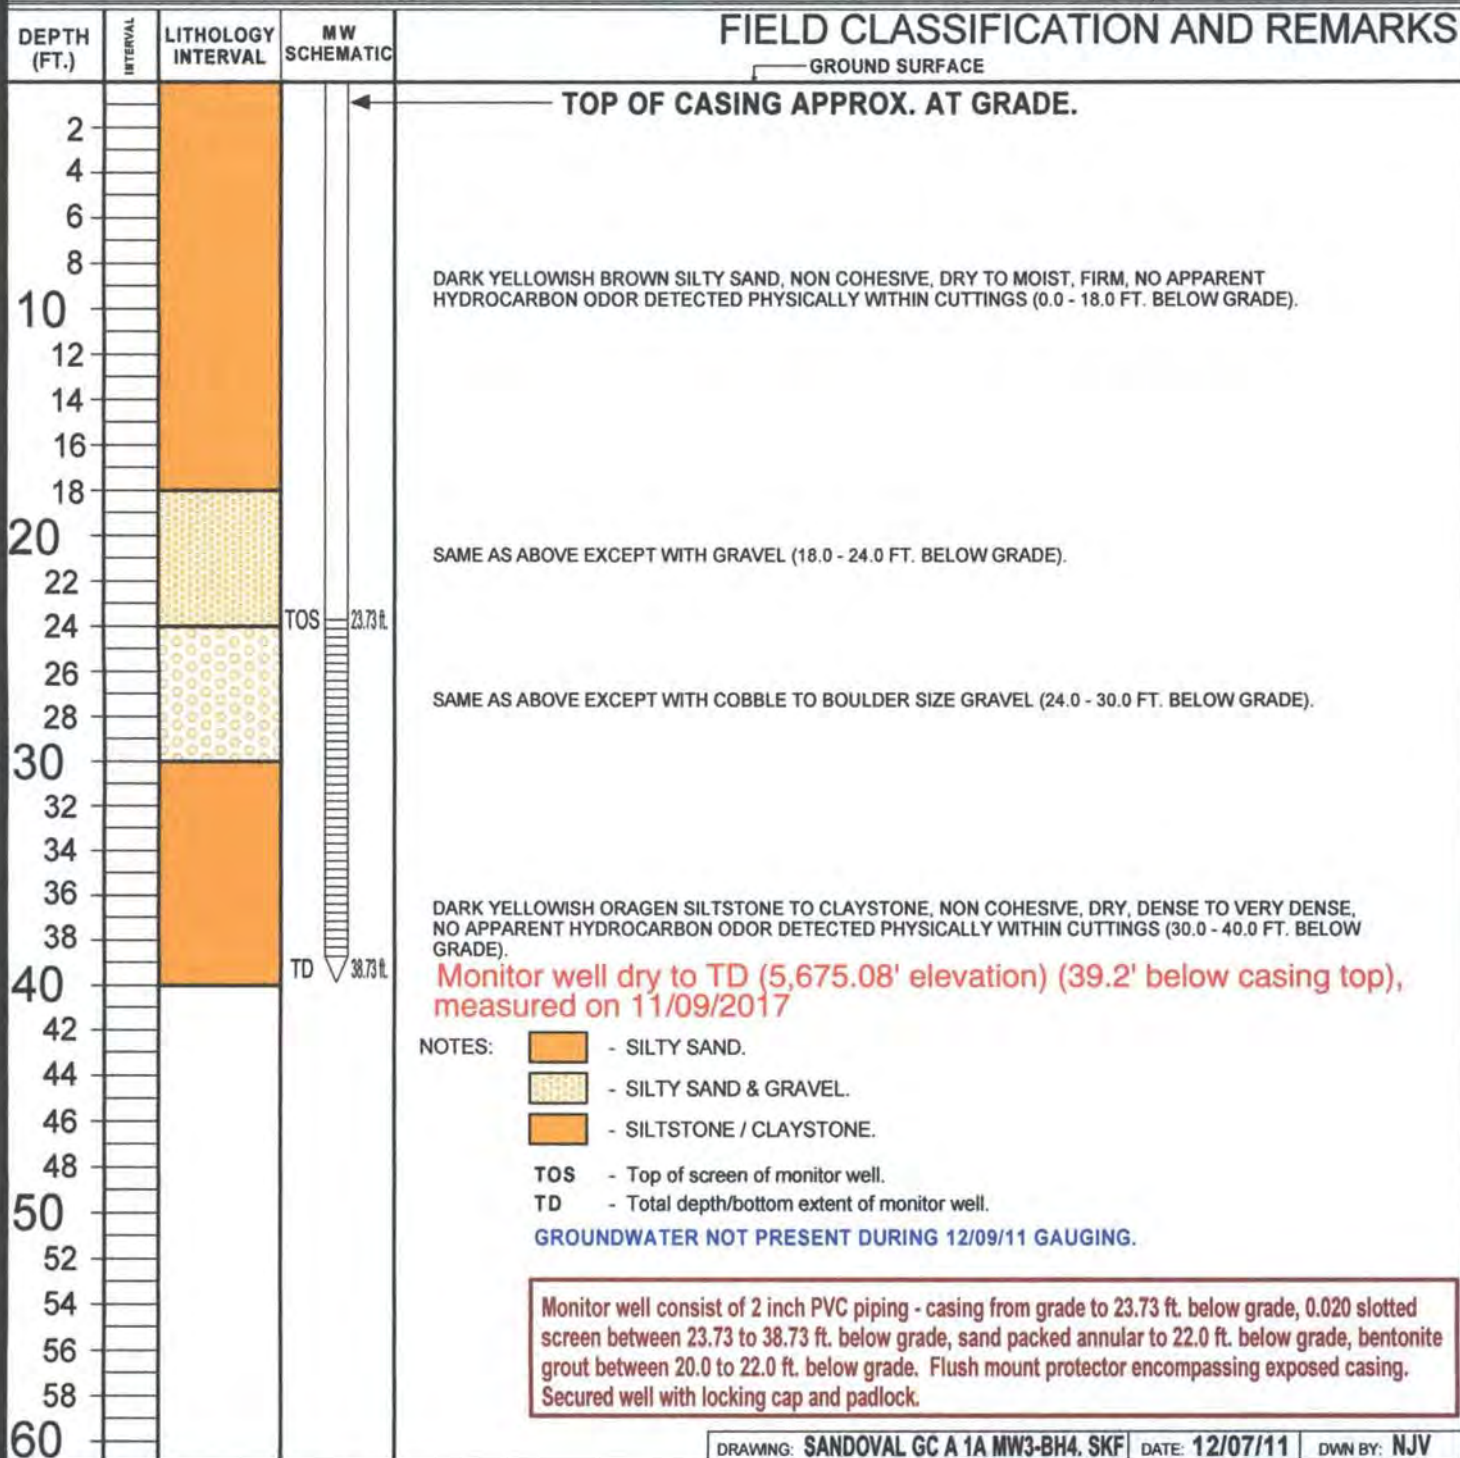 FIELD CLASSIFICATION AND REMARKS
DEPTH
(FT.)
INTERVAL
LITHOLOGY
INTERVAL
MW
SCHEMATIC
GROUND SURFACE
TOP OF CASING APPROX. AT GRADE.
2
4
6
8
10
12
14
16
18
20
22
24
26
28
30
32
34
36
38
40
42
44
46
48
50
52
54
56
58
60
TOS 23.73 ft.
TD 38.73 ft.
DARK YELLOWISH BROWN SILTY SAND, NON COHESIVE, DRY TO MOIST, FIRM, NO APPARENT
HYDROCARBON ODOR DETECTED PHYSICALLY WITHIN CUTTINGS (0.0 - 18.0 FT. BELOW GRADE).
SAME AS ABOVE EXCEPT WITH GRAVEL (18.0 - 24.0 FT. BELOW GRADE).
SAME AS ABOVE EXCEPT WITH COBBLE TO BOULDER SIZE GRAVEL (24.0 - 30.0 FT. BELOW GRADE).
DARK YELLOWISH ORAGEN SILTSTONE TO CLAYSTONE, NON COHESIVE, DRY, DENSE TO VERY DENSE,
NO APPARENT HYDROCARBON ODOR DETECTED PHYSICALLY WITHIN CUTTINGS (30.0 - 40.0 FT. BELOW
GRADE).
Monitor well dry to TD (5,675.08' elevation) (39.2' below casing top),
measured on 11/09/2017
NOTES:
- SILTY SAND.
- SILTY SAND & GRAVEL.
- SILTSTONE / CLAYSTONE.
TOS - Top of screen of monitor well.
TD - Total depth/bottom extent of monitor well.
GROUNDWATER NOT PRESENT DURING 12/09/11 GAUGING.
Monitor well consist of 2 inch PVC piping - casing from grade to 23.73 ft. below grade, 0.020 slotted
screen between 23.73 to 38.73 ft. below grade, sand packed annular to 22.0 ft. below grade, bentonite
grout between 20.0 to 22.0 ft. below grade. Flush mount protector encompassing exposed casing.
Secured well with locking cap and padlock.
DRAWING: SANDOVAL GC A 1A MW3-BH4. SKF DATE: 12/07/11 DWN BY: NJV